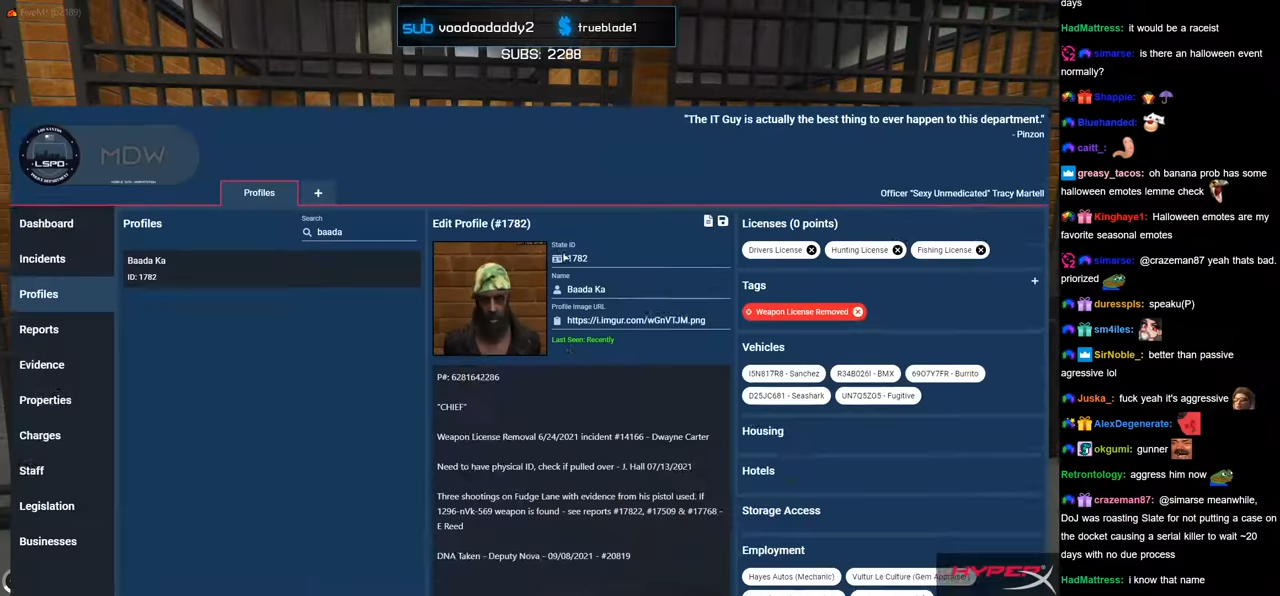 FiveM® (b2189)
sub voodoodaddy2 trueblade1
SUBS: 2288
"The IT Guy is actually the best thing to ever happen to this department."
- Pinzon
LSPD
MDW
MOBILE DATA WORKSTATION
Profiles
+
Officer "Sexy Unmedicated" Tracy Martell
Dashboard
Incidents
Profiles
Reports
Evidence
Properties
Charges
Staff
Legislation
Businesses
Profiles
Search
baada
Baada Ka
ID: 1782
Edit Profile (#1782)
State ID
1782
Name
Baada Ka
Profile Image URL
https://i.imgur.com/wGnVTJM.png
Last Seen: Recently
P#: 6281642286
"CHIEF"
Weapon License Removal 6/24/2021 incident #14166 - Dwayne Carter
Need to have physical ID, check if pulled over - J. Hall 07/13/2021
Three shootings on Fudge Lane with evidence from his pistol used. If
1296-nVk-569 weapon is found - see reports #17822, #17509 & #17768 -
E Reed
DNA Taken - Deputy Nova - 09/08/2021 - #20819
Licenses (0 points)
Drivers License
Hunting License
Fishing License
Tags
+
Weapon License Removed
Vehicles
I5N817R8 - Sanchez
R34B026I - BMX
69O7Y7FR - Burrito
D25JC681 - Seashark
UN7Q5ZO5 - Fugitive
Housing
Hotels
Storage Access
Employment
Hayes Autos (Mechanic)
Vultur Le Culture (Gem Appraiser)
HYPERX
days
HadMattress: it would be a raceist
simarse: is there an halloween event
normally?
Shappie:
Bluehanded:
caitt_:
greasy_tacos: oh banana prob has some
halloween emotes lemme check
Kinghaye1: Halloween emotes are my
favorite seasonal emotes
simarse: @crazeman87 yeah thats bad.
priorized
duresspls: speaku(P)
sm4iles:
SirNoble_: better than passive
agressive lol
Juska_: fuck yeah it's aggressive
AlexDegenerate:
okgumi: gunner
Retrontology: aggress him now
crazeman87: @simarse meanwhile,
DoJ was roasting Slate for not putting a case on
the docket causing a serial killer to wait ~20
days with no due process
HadMattress: i know that name